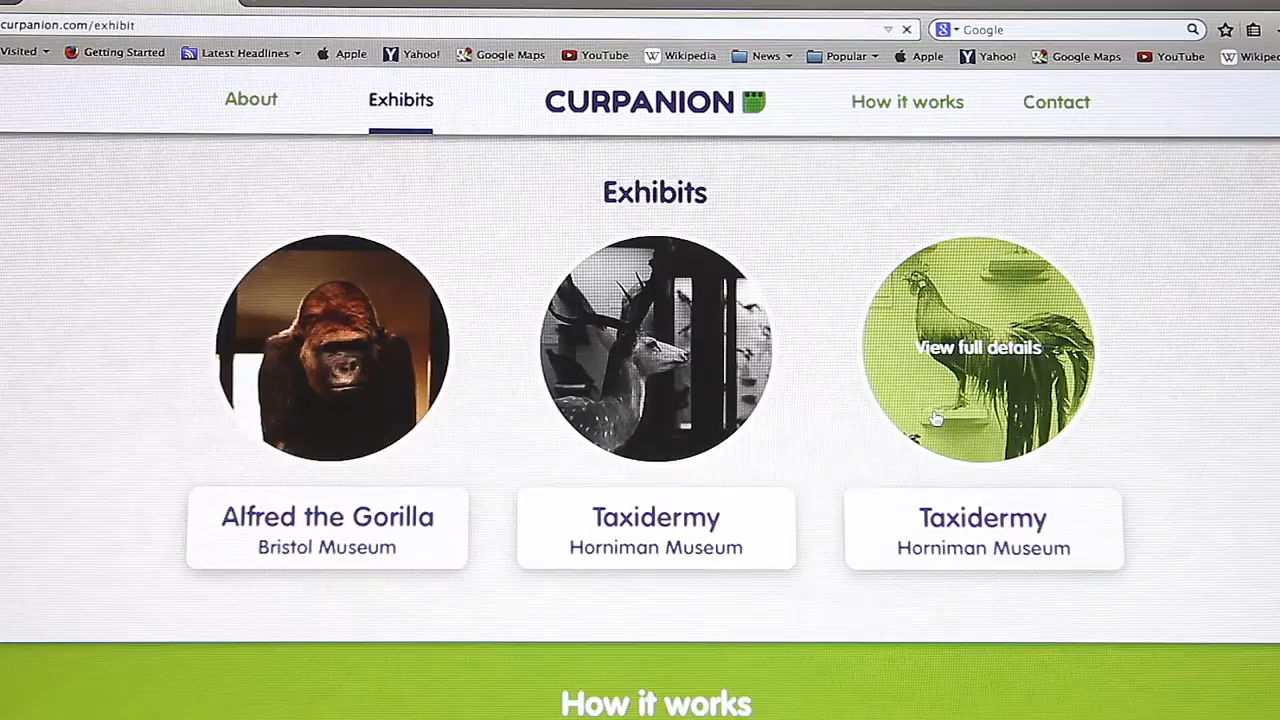 curpanion.com/exhibit
Google
Visited
Getting Started
Latest Headlines
Apple
Yahoo!
Google Maps
YouTube
Wikipedia
News
Popular
Apple
Yahoo!
Google Maps
YouTube
Wikipec
About
Exhibits
CURPANION
How it works
Contact
Exhibits
View full details
Alfred the Gorilla
Bristol Museum
Taxidermy
Horniman Museum
Taxidermy
Horniman Museum
How it works